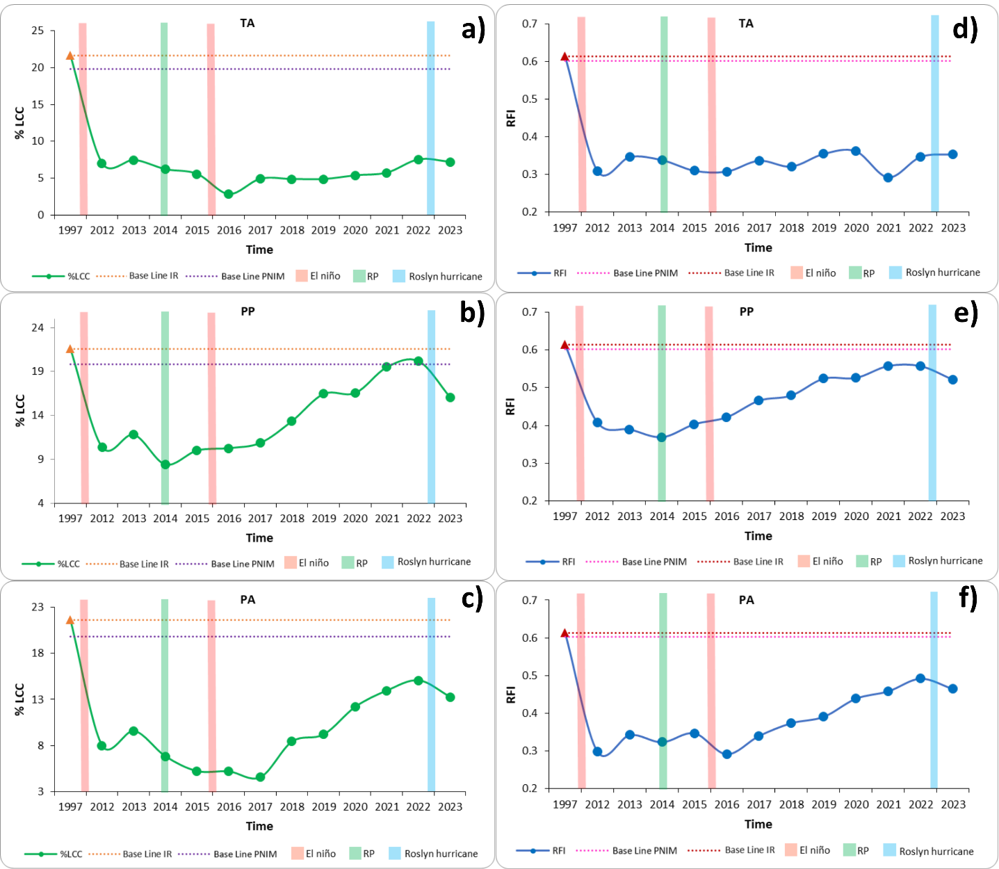 TA
a)
25
20
15
10
5
0
% LCC
1997 2012 2013 2014 2015 2016 2017 2018 2019 2020 2021 2022 2023
Time
%LCC Base Line IR Base Line PNIM El niño RP Roslyn hurricane
TA
d)
0.7
0.6
0.5
0.4
0.3
0.2
RFI
1997 2012 2013 2014 2015 2016 2017 2018 2019 2020 2021 2022 2023
Time
RFI Base Line PNIM Base Line IR El niño RP Roslyn hurricane
PP
b)
24
19
14
9
4
% LCC
1997 2012 2013 2014 2015 2016 2017 2018 2019 2020 2021 2022 2023
Time
%LCC Base Line IR Base Line PNIM El niño RP Roslyn hurricane
PP
e)
0.7
0.6
0.5
0.4
0.3
0.2
RFI
1997 2012 2013 2014 2015 2016 2017 2018 2019 2020 2021 2022 2023
Time
RFI Base Line PNIM Base Line IR El niño RP Roslyn hurricane
PA
c)
23
18
13
8
3
% LCC
1997 2012 2013 2014 2015 2016 2017 2018 2019 2020 2021 2022 2023
Time
%LCC Base Line IR Base Line PNIM El niño RP Roslyn hurricane
PA
f)
0.7
0.6
0.5
0.4
0.3
0.2
RFI
1997 2012 2013 2014 2015 2016 2017 2018 2019 2020 2021 2022 2023
Time
RFI Base Line PNIM Base Line IR El niño RP Roslyn hurricane